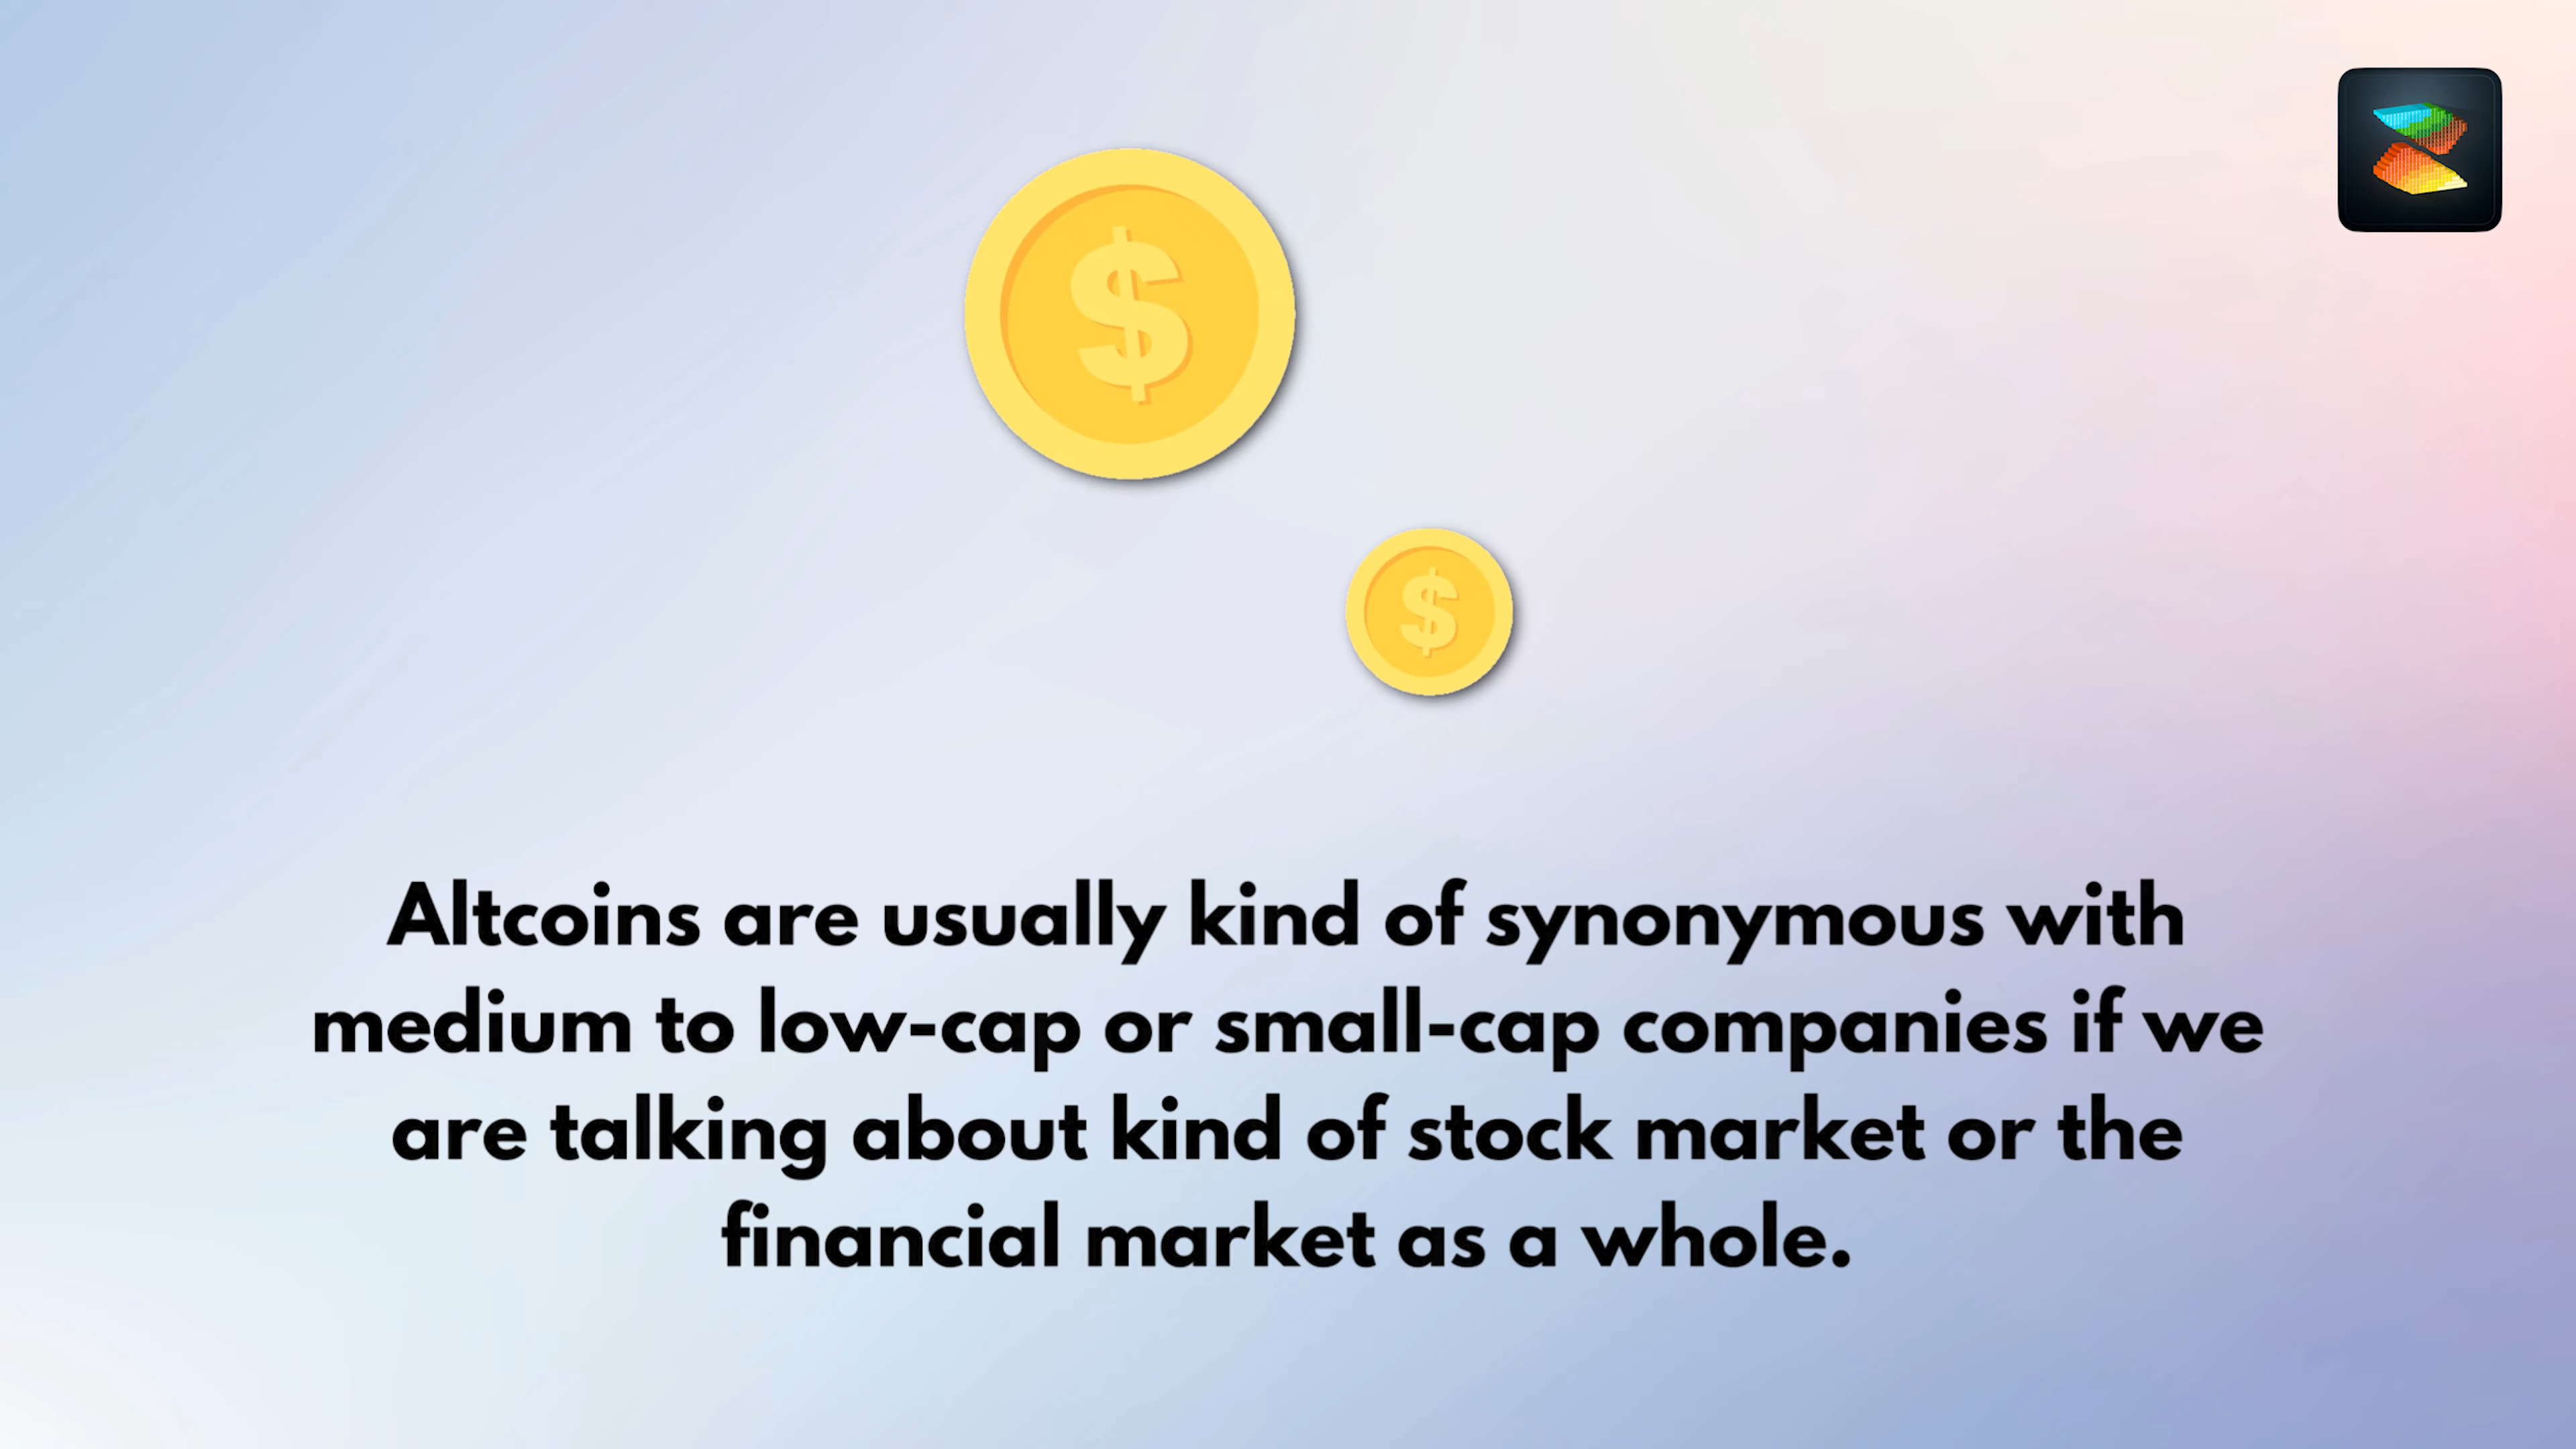 $
$
Altcoins are usually kind of synonymous with
medium to low-cap or small-cap companies if we
are talking about kind of stock market or the
financial market as a whole.